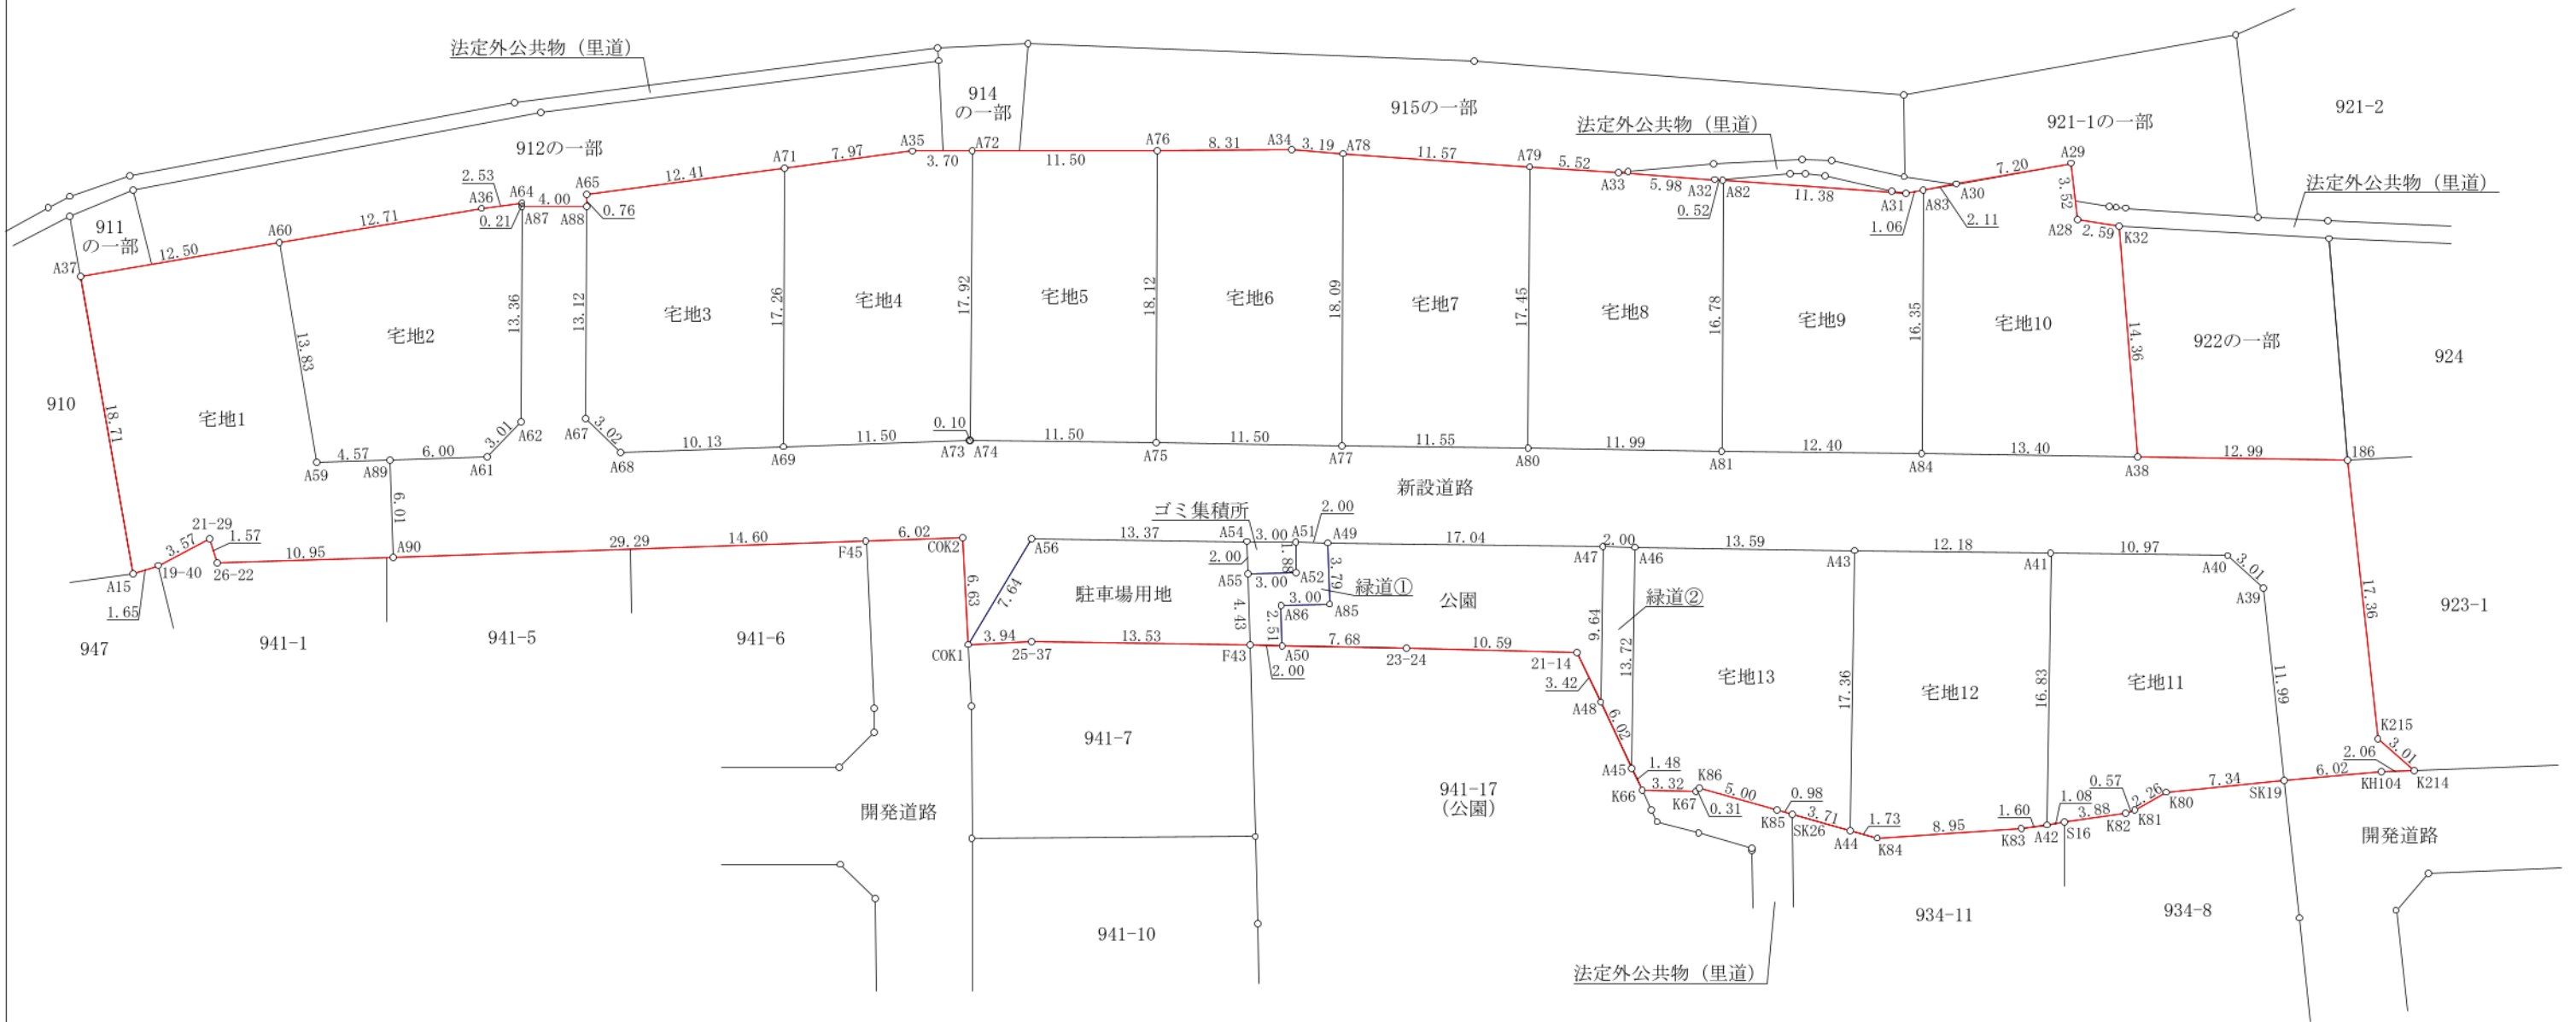 法定外公共物（里道）
914
の一部
915の一部
921-2
921-1の一部
法定外公共物（里道）
912の一部
911
の一部
法定外公共物（里道）
A37
12.50
A60
12.71
A36
2.53
A64
0.21
A87
4.00
A65
A88
0.76
12.41
A71
7.97
A35
3.70
A72
11.50
A76
8.31
A34
3.19
A78
11.57
A79
5.52
A33
5.98
A32
0.52
A82
11.38
A31
1.06
A83
2.11
A30
7.20
A29
3.52
A28
2.59
K32
910
18.71
宅地1
13.83
宅地2
13.36
13.12
宅地3
17.26
宅地4
17.92
宅地5
18.12
宅地6
18.09
宅地7
17.45
宅地8
16.78
宅地9
16.35
宅地10
14.36
922の一部
924
A59
4.57
A89
6.00
A61
3.01
A62
A67
3.02
A68
10.13
A69
11.50
0.10
A73
A74
11.50
A75
11.50
A77
11.55
A80
11.99
A81
12.40
A84
13.40
A38
12.99
186
新設道路
6.01
21-29
3.57
1.57
A15
19-40
1.65
26-22
10.95
A90
29.29
14.60
F45
6.02
COK2
6.63
COK1
7.64
A56
13.37
A54
ゴミ集積所
3.00
A51
2.00
A49
17.04
A47
2.00
A46
13.59
A43
12.18
A41
10.97
A40
3.01
A39
2.00
1.88
A55
3.00
A52
3.79
緑道①
3.00
A85
A86
4.43
2.51
駐車場用地
公園
9.64
緑道②
13.72
17.36
947
941-1
941-5
941-6
3.94
25-37
13.53
F43
2.00
A50
7.68
23-24
10.59
21-14
3.42
A48
6.02
A45
1.48
K66
3.32
K67
K86
0.31
5.00
K85
0.98
SK26
3.71
A44
1.73
K84
8.95
K83
1.60
A42
1.08
S16
3.88
0.57
K82
K81
2.26
K80
7.34
SK19
6.02
KH104
2.06
K214
3.01
K215
宅地13
17.36
宅地12
16.83
宅地11
11.99
923-1
941-7
941-17
(公園)
開発道路
941-10
法定外公共物（里道）
934-11
934-8
開発道路